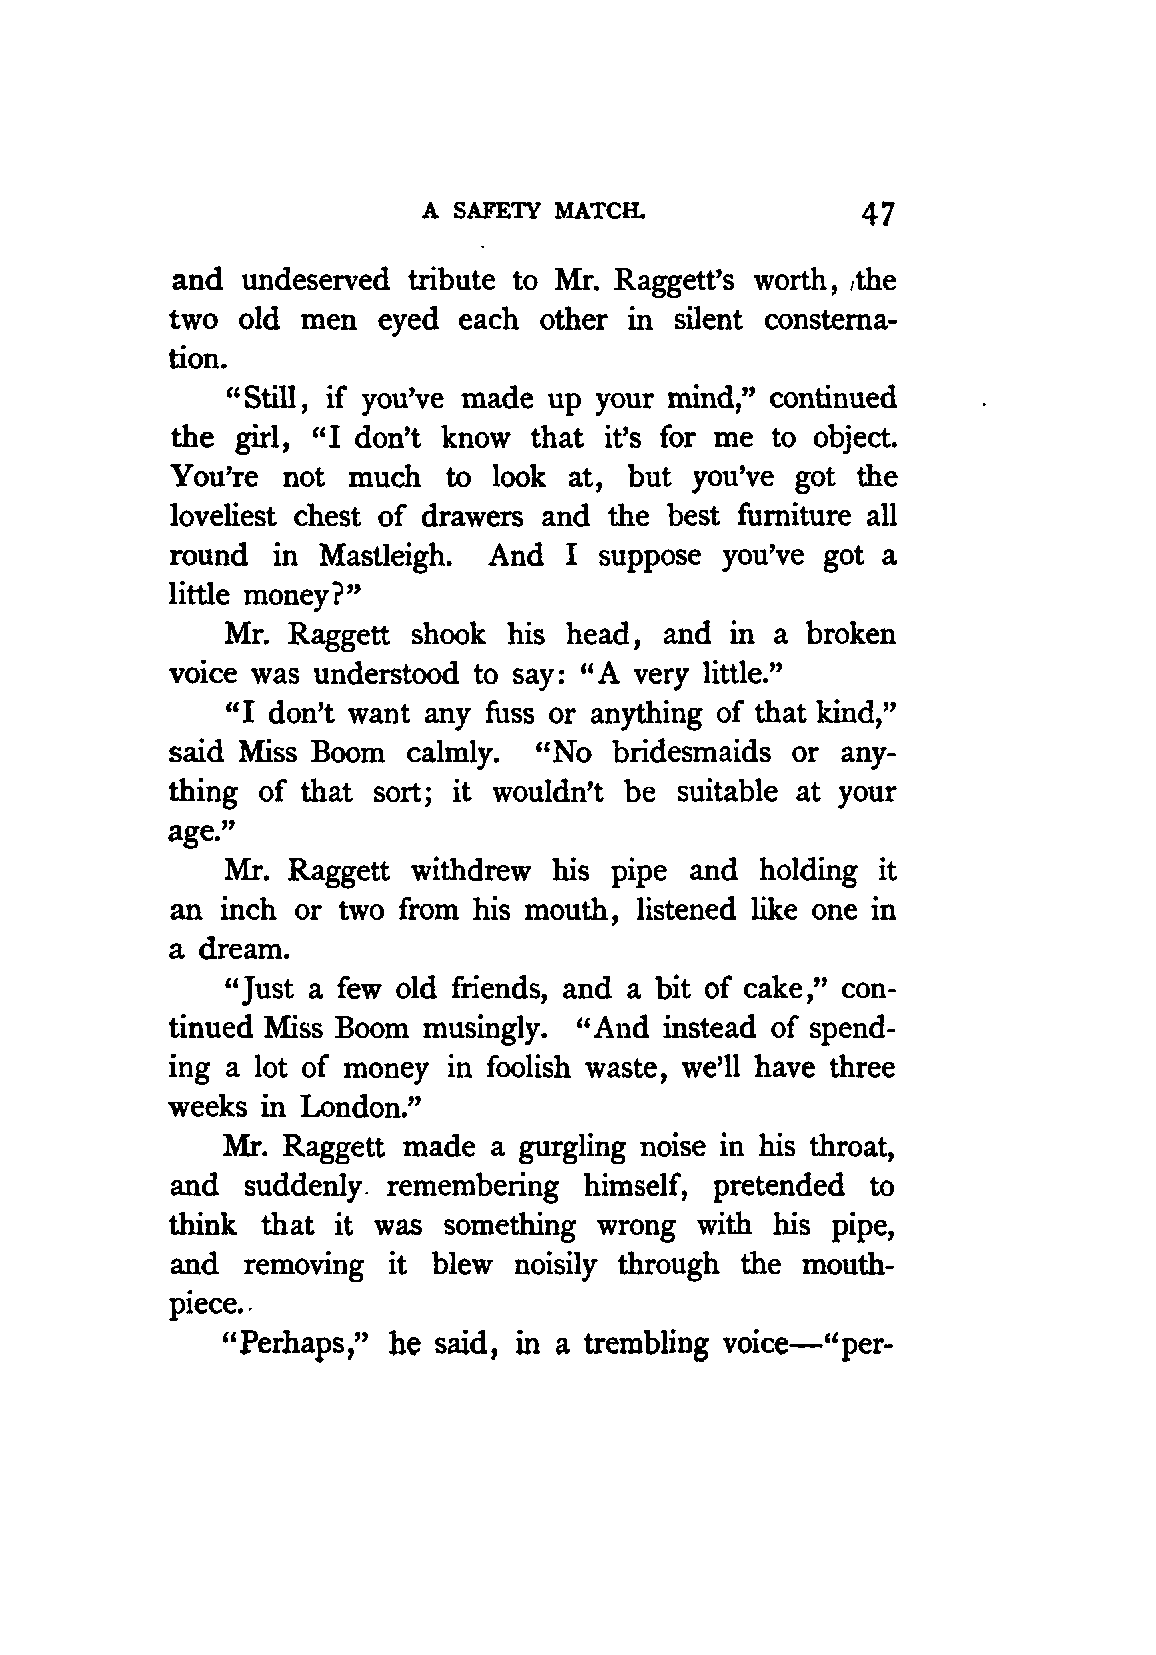 A SAFETY MATCH. 47
and undeserved tribute to Mr. Raggett's worth, the
two old men eyed each other in silent consterna-
tion.
"Still, if you've made up your mind," continued
the girl, "I don't know that it's for me to object.
You're not much to look at, but you've got the
loveliest chest of drawers and the best furniture all
round in Mastleigh. And I suppose you've got a
little money?"
Mr. Raggett shook his head, and in a broken
voice was understood to say: "A very little."
"I don't want any fuss or anything of that kind,"
said Miss Boom calmly. "No bridesmaids or any-
thing of that sort; it wouldn't be suitable at your
age."
Mr. Raggett withdrew his pipe and holding it
an inch or two from his mouth, listened like one in
a dream.
"Just a few old friends, and a bit of cake," con-
tinued Miss Boom musingly. "And instead of spend-
ing a lot of money in foolish waste, we'll have three
weeks in London."
Mr. Raggett made a gurgling noise in his throat,
and suddenly remembering himself, pretended to
think that it was something wrong with his pipe,
and removing it blew noisily through the mouth-
piece.
"Perhaps," he said, in a trembling voice—"per-